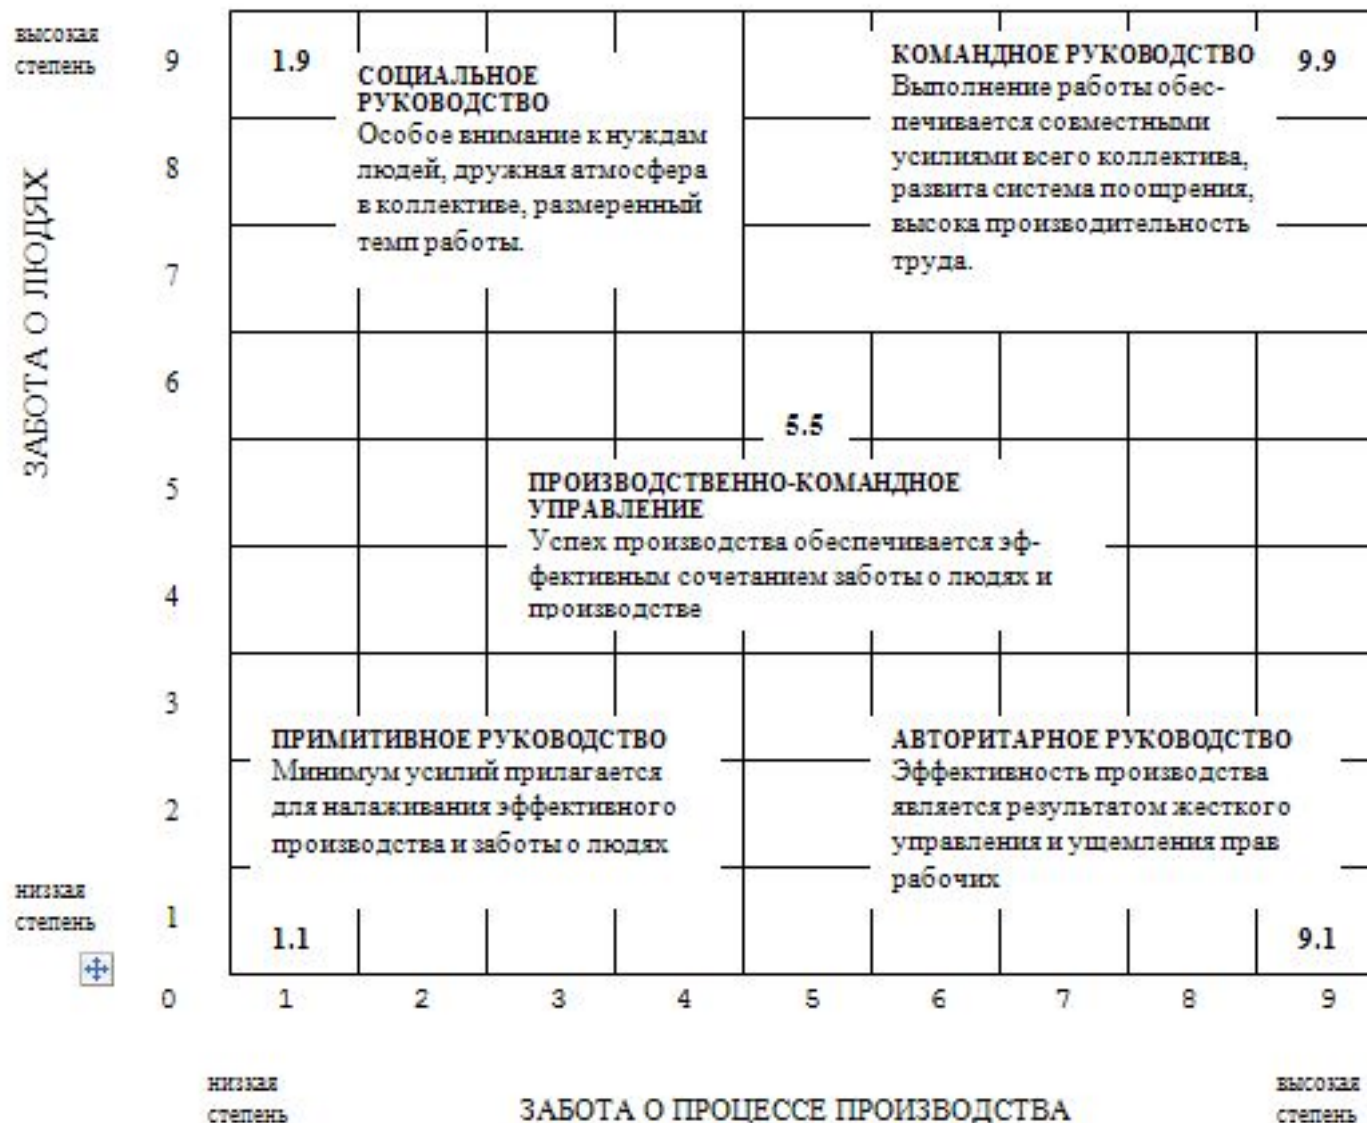 высокая
степень
9
1.9
СОЦИАЛЬНОЕ
РУКОВОДСТВО
Особое внимание к нуждам
людей, дружная атмосфера
в коллективе, размеренный
темп работы.
КОМАНДНОЕ РУКОВОДСТВО
Выполнение работы обес-
печивается совместными
усилиями всего коллектива,
развита система поощрения,
высока производительность
труда.
9.9
8
7
ЗАБОТА О ЛЮДЯХ
6
5.5
5
ПРОИЗВОДСТВЕННО-КОМАНДНОЕ
УПРАВЛЕНИЕ
Успех производства обеспечивается эф-
фективным сочетанием заботы о людях и
производстве
4
3
ПРИМИТИВНОЕ РУКОВОДСТВО
Минимум усилий прилагается
для налаживания эффективного
производства и заботы о людях
АВТОРИТАРНОЕ РУКОВОДСТВО
Эффективность производства
является результатом жесткого
управления и ущемления прав
рабочих
2
низкая
степень
1
1.1
9.1
0 1 2 3 4 5 6 7 8 9
низкая
степень
ЗАБОТА О ПРОЦЕССЕ ПРОИЗВОДСТВА
высокая
степень